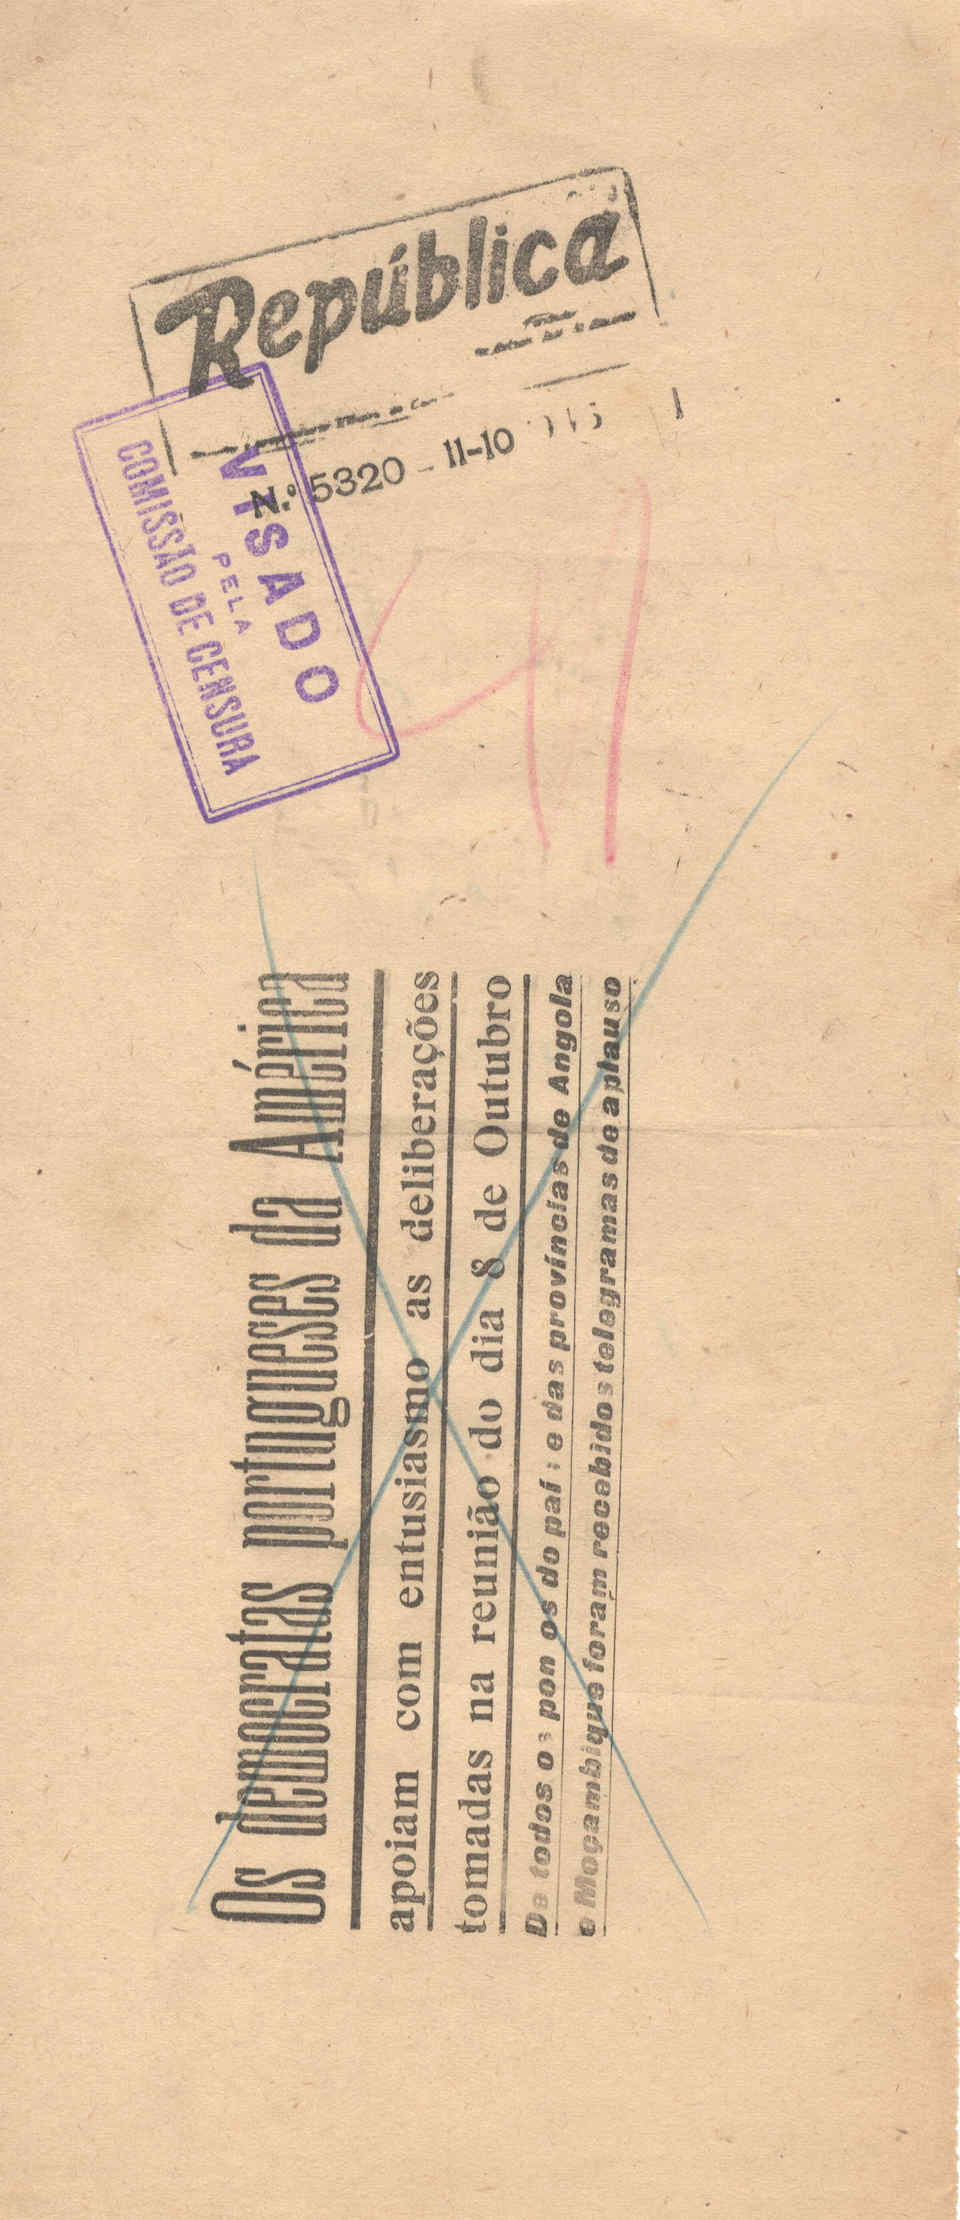 República
N.º 5320 - 11-10
VISADO
PELA
COMISSÃO DE CENSURA
Os democratas portugueses da América
apoiam com entusiasmo as deliberações
tomadas na reunião do dia 8 de Outubro
De todos os pon os do paí : e das províncias de Angola
e Moçambique foram recebidos telegramas de aplauso